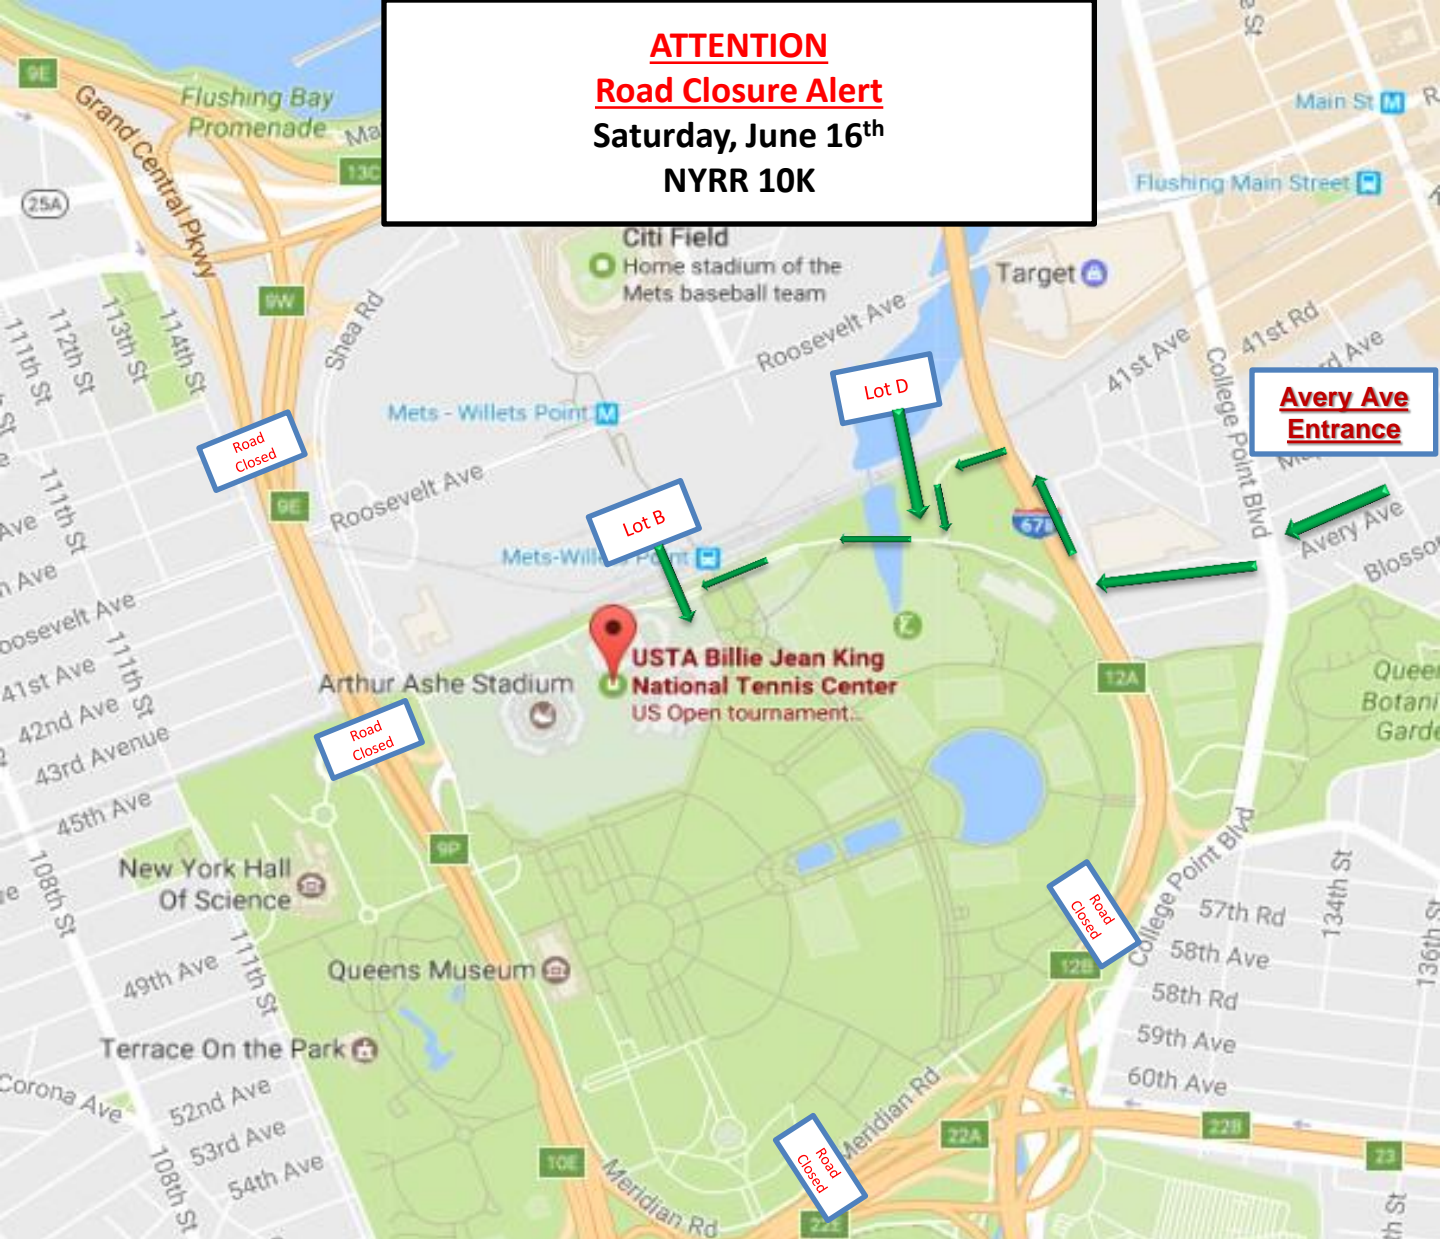 ATTENTION
Road Closure Alert
Saturday, June 16th
NYRR 10K
9E
Grand Central Pkwy
Flushing Bay
Promenade
13C
25A
9W
Shea Rd
111th St
112th St
113th St
114th St
Citi Field
Home stadium of the
Mets baseball team
Roosevelt Ave
Target
Main St
Flushing Main Street
41st Ave
41st Rd
College Point Blvd
Avery Ave
Entrance
Avery Ave
Lot D
Mets - Willets Point
Road
Closed
9E
Roosevelt Ave
Lot B
111th St
Roosevelt Ave
111th St
41st Ave
42nd Ave
43rd Avenue
45th Ave
Arthur Ashe Stadium
USTA Billie Jean King
National Tennis Center
US Open tournament...
12A
Road
Closed
9P
New York Hall
Of Science
108th St
111th St
49th Ave
Queens Museum
Terrace On the Park
Corona Ave
52nd Ave
53rd Ave
54th Ave
108th St
10E
Meridian Rd
Meridian Rd
Road
Closed
22A
22B
23
Road
Closed
12B
College Point Blvd
57th Rd
58th Ave
58th Rd
59th Ave
60th Ave
134th St
136th St